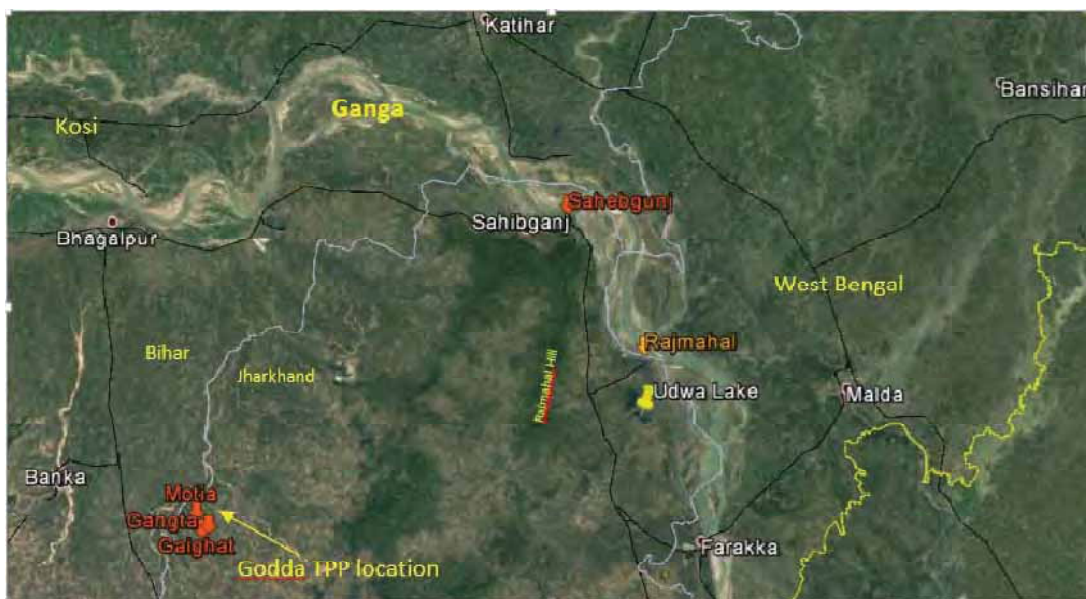 Katihar
Bansihar
Ganga
Kosi
Sahebgunj
Sahibganj
Bhagalpur
West Bengal
Rajmahal
Bihar
Jharkhand
Rajmahal Hill
Udwa Lake
Malda
Banka
Motia
Gangta
Gaighat
Farakka
Godda TPP location